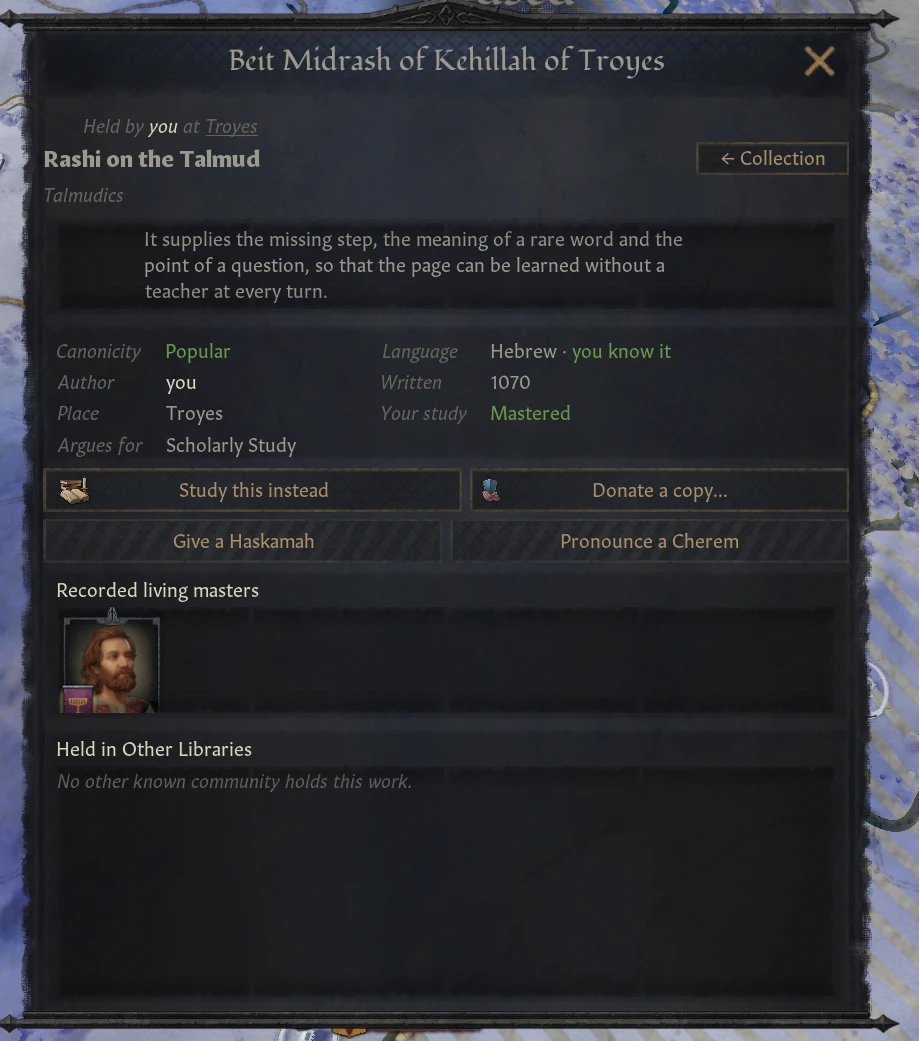 Beit Midrash of Kehillah of Troyes
Held by you at Troyes
Rashi on the Talmud
← Collection
Talmudics
It supplies the missing step, the meaning of a rare word and the
point of a question, so that the page can be learned without a
teacher at every turn.
Canonicity Popular Language Hebrew · you know it
Author you Written 1070
Place Troyes Your study Mastered
Argues for Scholarly Study
Study this instead Donate a copy...
Give a Haskamah Pronounce a Cherem
Recorded living masters
Held in Other Libraries
No other known community holds this work.